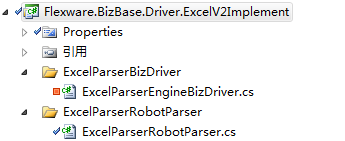 Flexware.BizBase.Driver.ExcelV2Implement
Properties
引用
ExcelParserBizDriver
ExcelParserEngineBizDriver.cs
ExcelParserRobotParser
ExcelParserRobotParser.cs